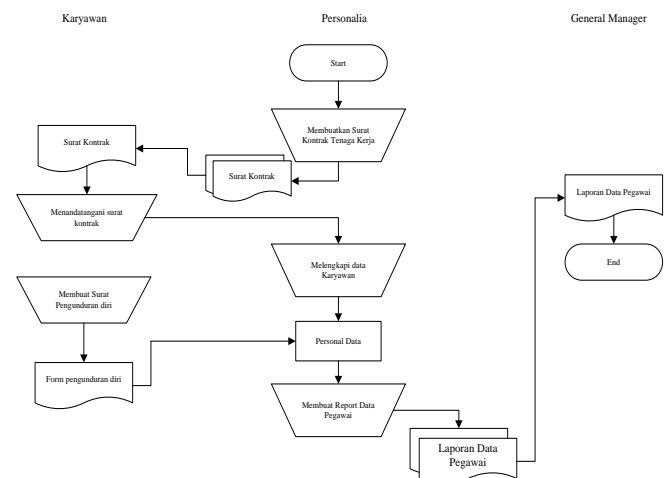 Karyawan
Personalia
General Manager
Start
Membuatkan Surat
Kontrak Tenaga Kerja
Surat Kontrak
Surat Kontrak
Menandatangani surat
kontrak
Laporan Data Pegawai
End
Melengkapi data
Karyawan
Membuat Surat
Pengunduran diri
Personal Data
Form pengunduran diri
Membuat Report Data
Pegawai
Laporan Data
Pegawai